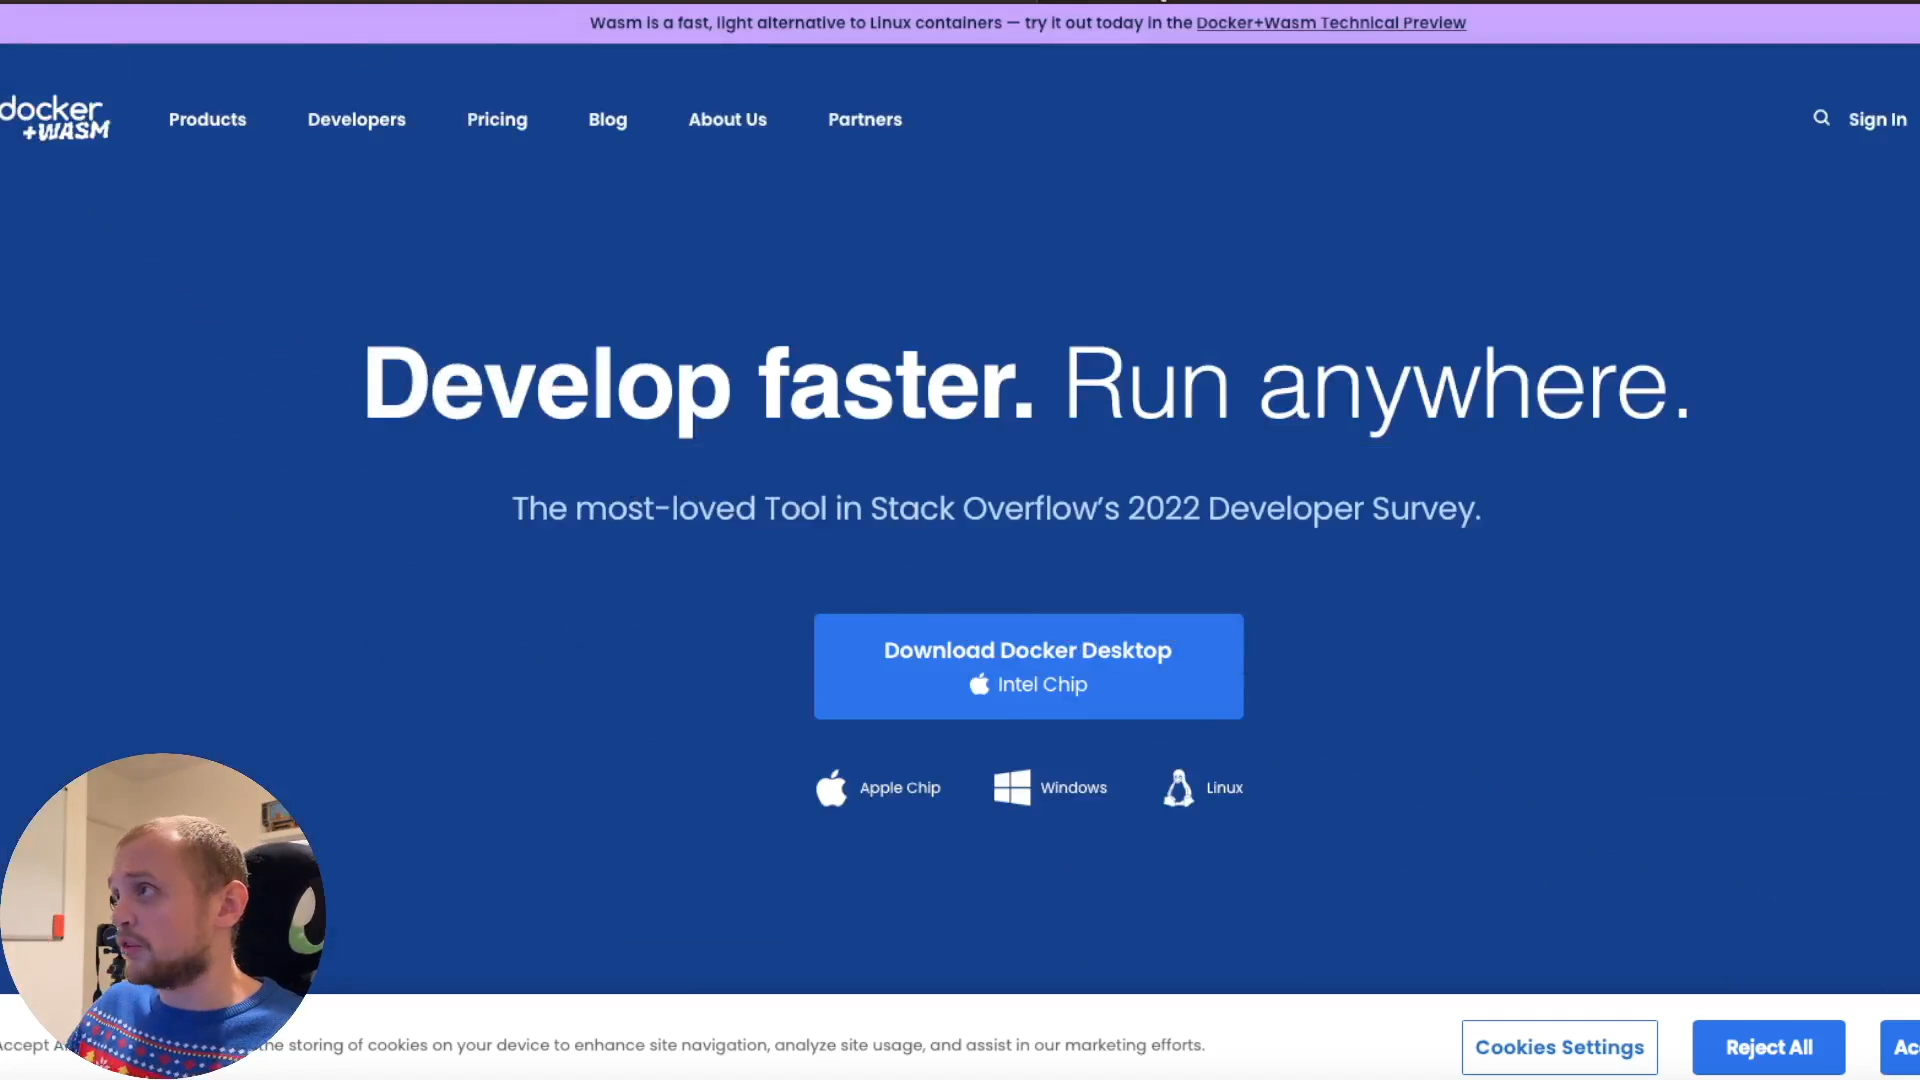 Wasm is a fast, light alternative to Linux containers — try it out today in the Docker+Wasm Technical Preview
docker
+WASM
Products
Developers
Pricing
Blog
About Us
Partners
Sign In
Develop faster. Run anywhere.
The most-loved Tool in Stack Overflow's 2022 Developer Survey.
Download Docker Desktop
Intel Chip
Apple Chip
Windows
Linux
Accept the storing of cookies on your device to enhance site navigation, analyze site usage, and assist in our marketing efforts.
Cookies Settings
Reject All